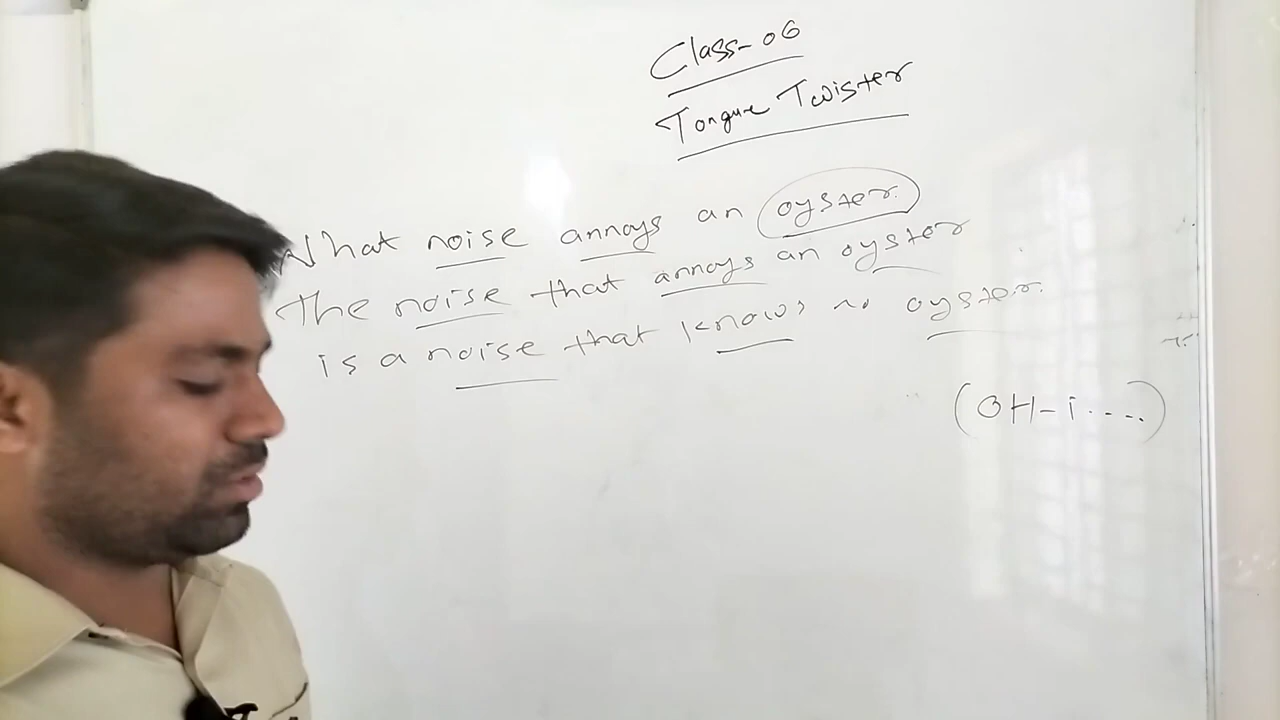 Class-06
Tongue Twister
What noise annoys an oyster.
The noise that annoys an oyster
is a noise that knows no oyster.
(OH-i....)